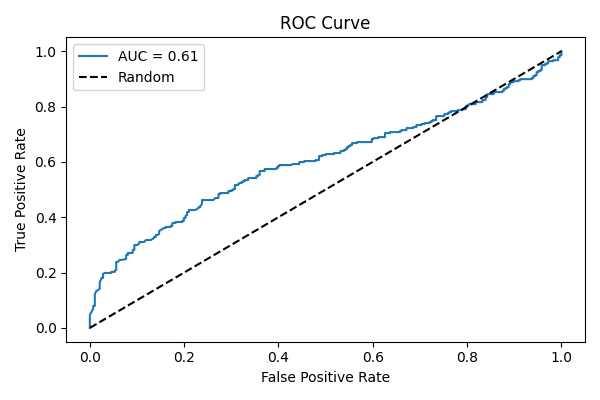 ROC Curve
AUC = 0.61
Random
True Positive Rate
1.0
0.8
0.6
0.4
0.2
0.0
0.0 0.2 0.4 0.6 0.8 1.0
False Positive Rate